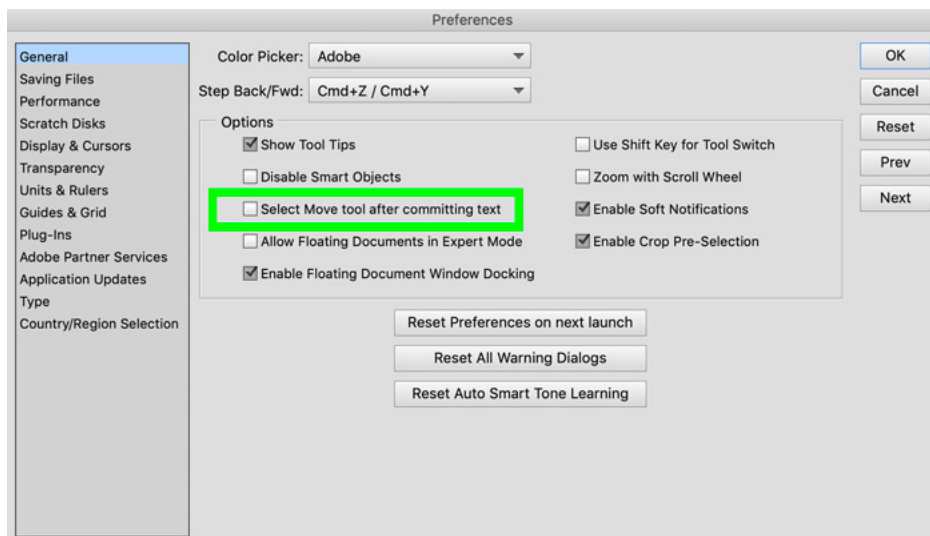 Preferences
General
Saving Files
Performance
Scratch Disks
Display & Cursors
Transparency
Units & Rulers
Guides & Grid
Plug-Ins
Adobe Partner Services
Application Updates
Type
Country/Region Selection
Color Picker: Adobe
Step Back/Fwd: Cmd+Z / Cmd+Y
Options
Show Tool Tips
Disable Smart Objects
Select Move tool after committing text
Allow Floating Documents in Expert Mode
Enable Floating Document Window Docking
Use Shift Key for Tool Switch
Zoom with Scroll Wheel
Enable Soft Notifications
Enable Crop Pre-Selection
Reset Preferences on next launch
Reset All Warning Dialogs
Reset Auto Smart Tone Learning
OK
Cancel
Reset
Prev
Next